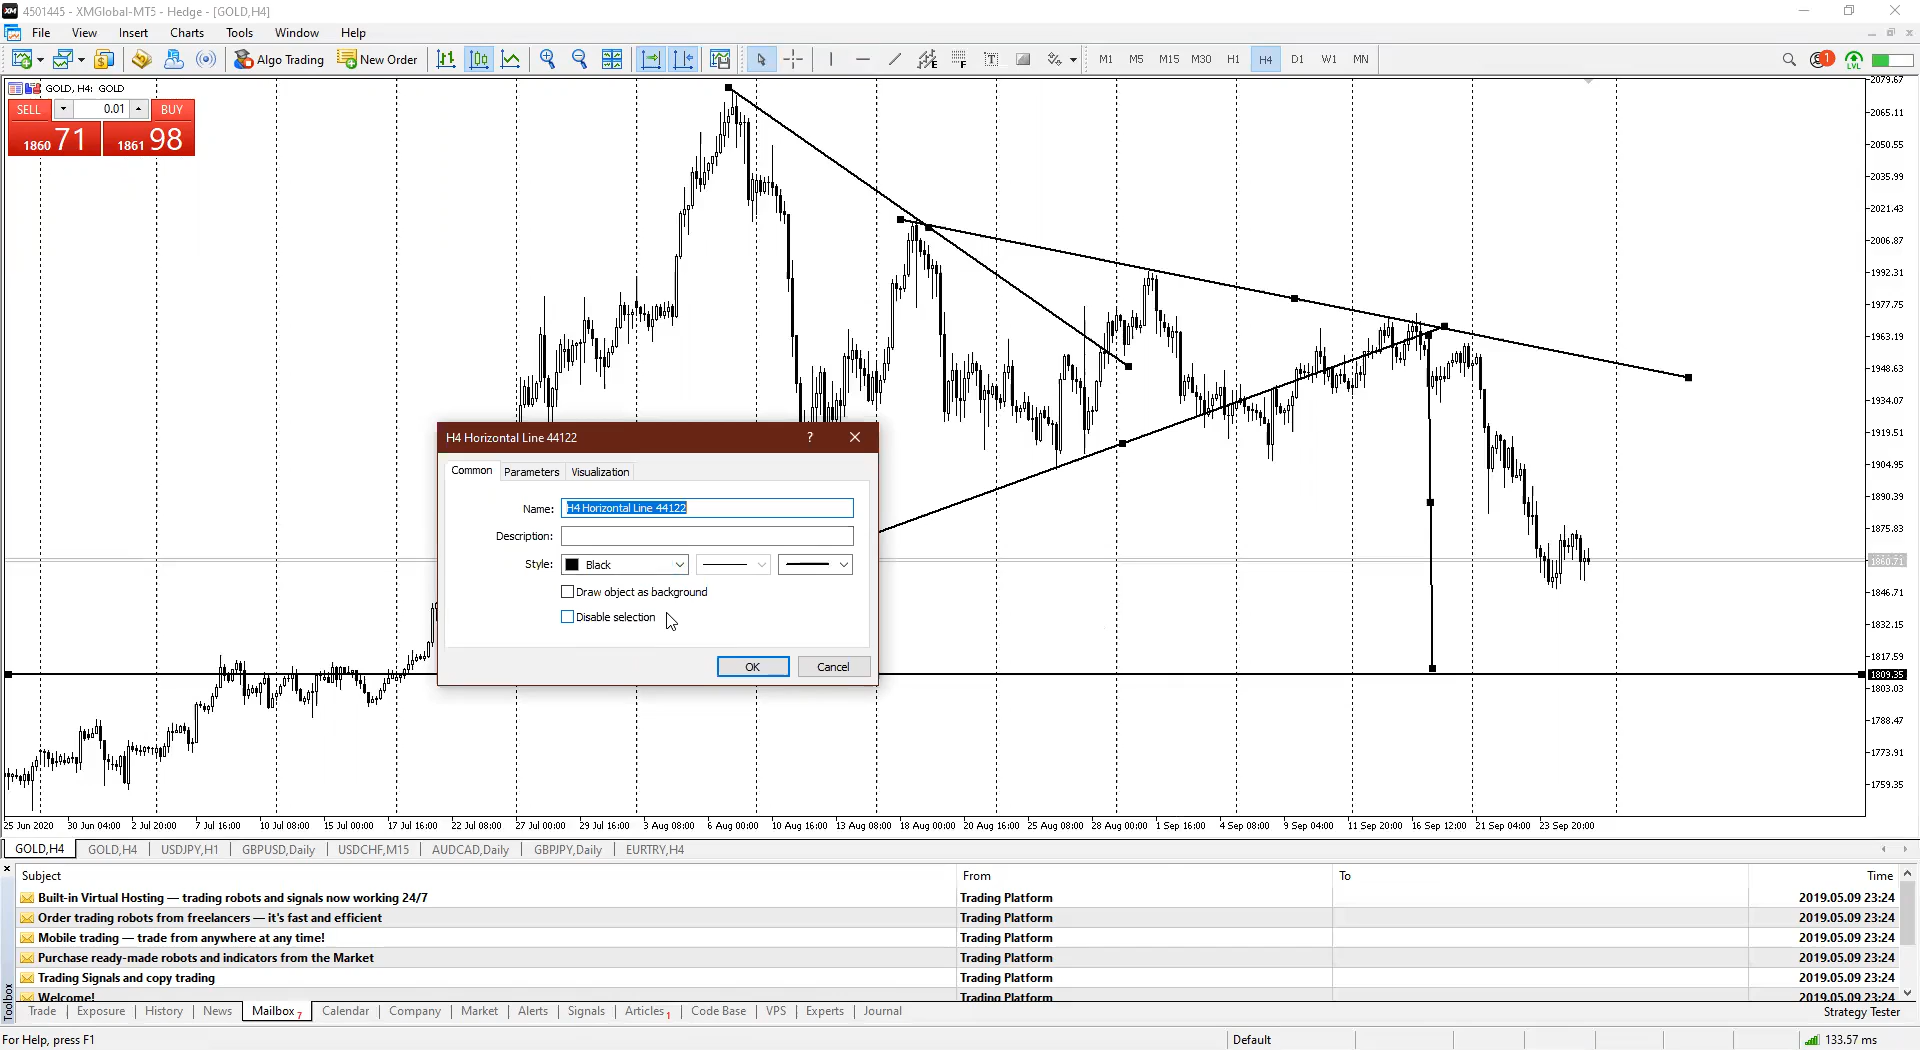 4501445 - XMGlobal-MT5 - Hedge - [GOLD,H4]
File View Insert Charts Tools Window Help
Algo Trading New Order M1 M5 M15 M30 H1 H4 D1 W1 MN 1 LVL
GOLD, H4: GOLD
SELL 0.01 BUY
1860 71 1861 98
2079.67
2065.11
2050.55
2035.99
2021.43
2006.87
1992.31
1977.75
1963.19
1948.63
1934.07
1919.51
1904.95
1890.39
1875.83
1860.71
1846.71
1832.15
1817.59
1809.35
1803.03
1788.47
1773.91
1759.35
H4 Horizontal Line 44122 ?
Common Parameters Visualization
Name: H4 Horizontal Line 44122
Description:
Style: Black
Draw object as background
Disable selection
OK Cancel
25 Jun 2020 30 Jun 04:00 2 Jul 20:00 7 Jul 16:00 10 Jul 08:00 15 Jul 00:00 17 Jul 16:00 22 Jul 08:00 27 Jul 00:00 29 Jul 16:00 3 Aug 08:00 6 Aug 00:00 10 Aug 16:00 13 Aug 08:00 18 Aug 00:00 20 Aug 16:00 25 Aug 08:00 28 Aug 00:00 1 Sep 16:00 4 Sep 08:00 9 Sep 04:00 11 Sep 20:00 16 Sep 12:00 21 Sep 04:00 23 Sep 20:00
GOLD,H4 GOLD,H4 USDJPY,H1 GBPUSD,Daily USDCHF,M15 AUDCAD,Daily GBPJPY,Daily EURTRY,H4
Subject From To Time
Built-in Virtual Hosting — trading robots and signals now working 24/7 Trading Platform 2019.05.09 23:24
Order trading robots from freelancers — it's fast and efficient Trading Platform 2019.05.09 23:24
Mobile trading — trade from anywhere at any time! Trading Platform 2019.05.09 23:24
Purchase ready-made robots and indicators from the Market Trading Platform 2019.05.09 23:24
Trading Signals and copy trading Trading Platform 2019.05.09 23:24
Welcome! Trading Platform 2019.05.09 23:24
Toolbox
Trade Exposure History News Mailbox 7 Calendar Company Market Alerts Signals Articles 1 Code Base VPS Experts Journal Strategy Tester
For Help, press F1 Default 133.57 ms